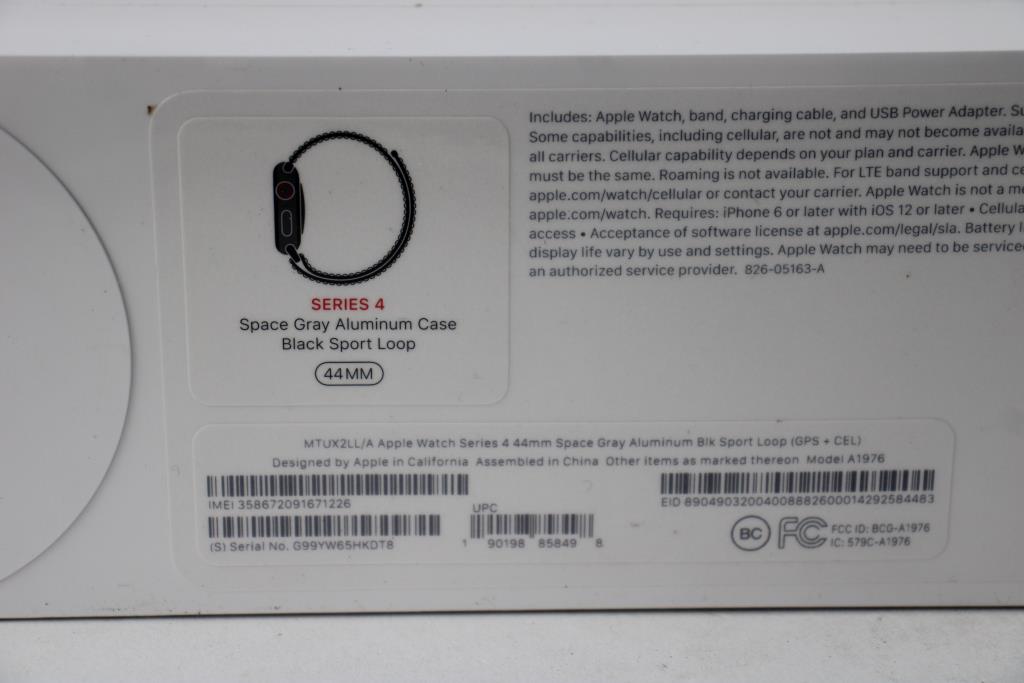 SERIES 4
Space Gray Aluminum Case
Black Sport Loop
44MM
Includes: Apple Watch, band, charging cable, and USB Power Adapter. Su
Some capabilities, including cellular, are not and may not become availa
all carriers. Cellular capability depends on your plan and carrier. Apple W
must be the same. Roaming is not available. For LTE band support and ce
apple.com/watch/cellular or contact your carrier. Apple Watch is not a me
apple.com/watch. Requires: iPhone 6 or later with iOS 12 or later • Cellula
access • Acceptance of software license at apple.com/legal/sla. Battery l
display life vary by use and settings. Apple Watch may need to be service
an authorized service provider. 826-05163-A
MTUX2LL/A Apple Watch Series 4 44mm Space Gray Aluminum Blk Sport Loop (GPS + CEL)
Designed by Apple in California Assembled in China Other items as marked thereon Model A1976
IMEI 358672091671226
EID 89049032004008882600014292584483
(S) Serial No. G99YW65HKDT8
UPC
1 90198 85849 8
BC FC FCC ID: BCG-A1976
IC: 579C-A1976